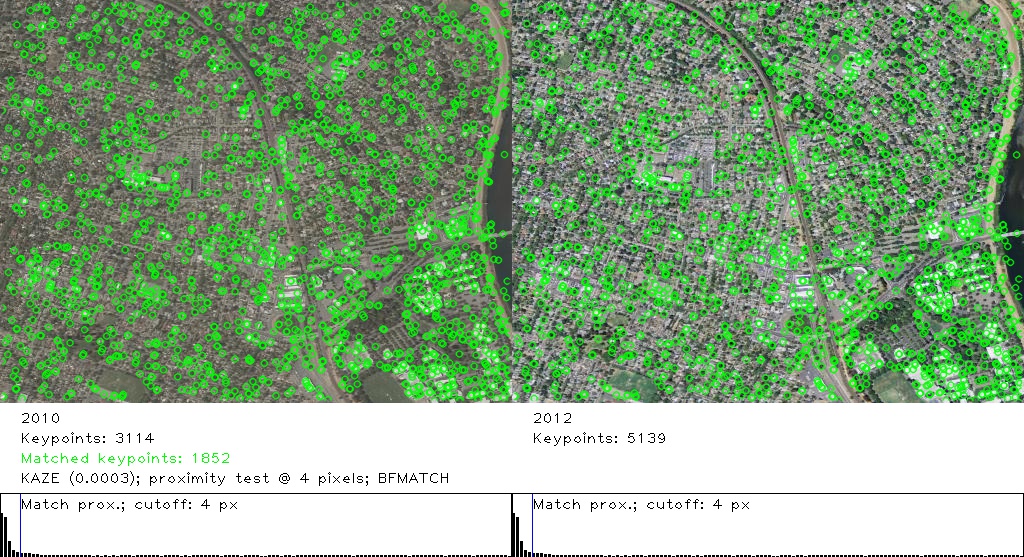 2010
Keypoints: 3114
Matched keypoints: 1852
KAZE (0.0003); proximity test @ 4 pixels; BFMATCH
Match prox.; cutoff: 4 px
2012
Keypoints: 5139
Match prox.; cutoff: 4 px